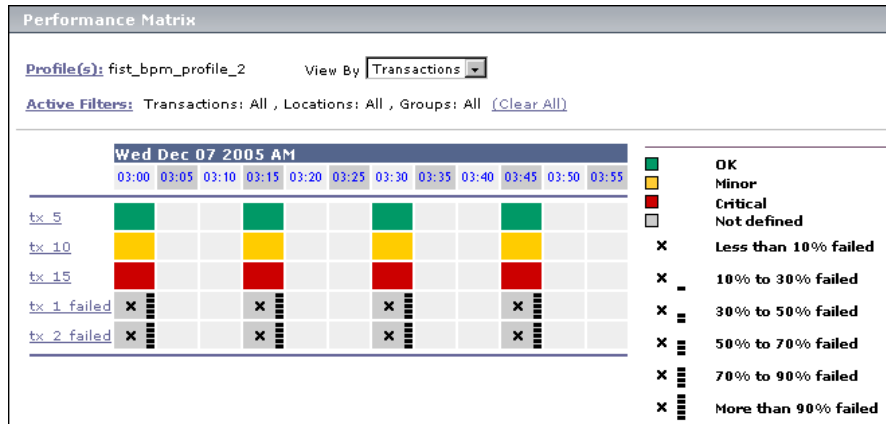 Performance Matrix
Profile(s): fist_bpm_profile_2 View By Transactions
Active Filters: Transactions: All , Locations: All , Groups: All (Clear All)
Wed Dec 07 2005 AM
03:00 03:05 03:10 03:15 03:20 03:25 03:30 03:35 03:40 03:45 03:50 03:55
tx 5
tx 10
tx 15
tx 1 failed
tx 2 failed
OK
Minor
Critical
Not defined
Less than 10% failed
10% to 30% failed
30% to 50% failed
50% to 70% failed
70% to 90% failed
More than 90% failed